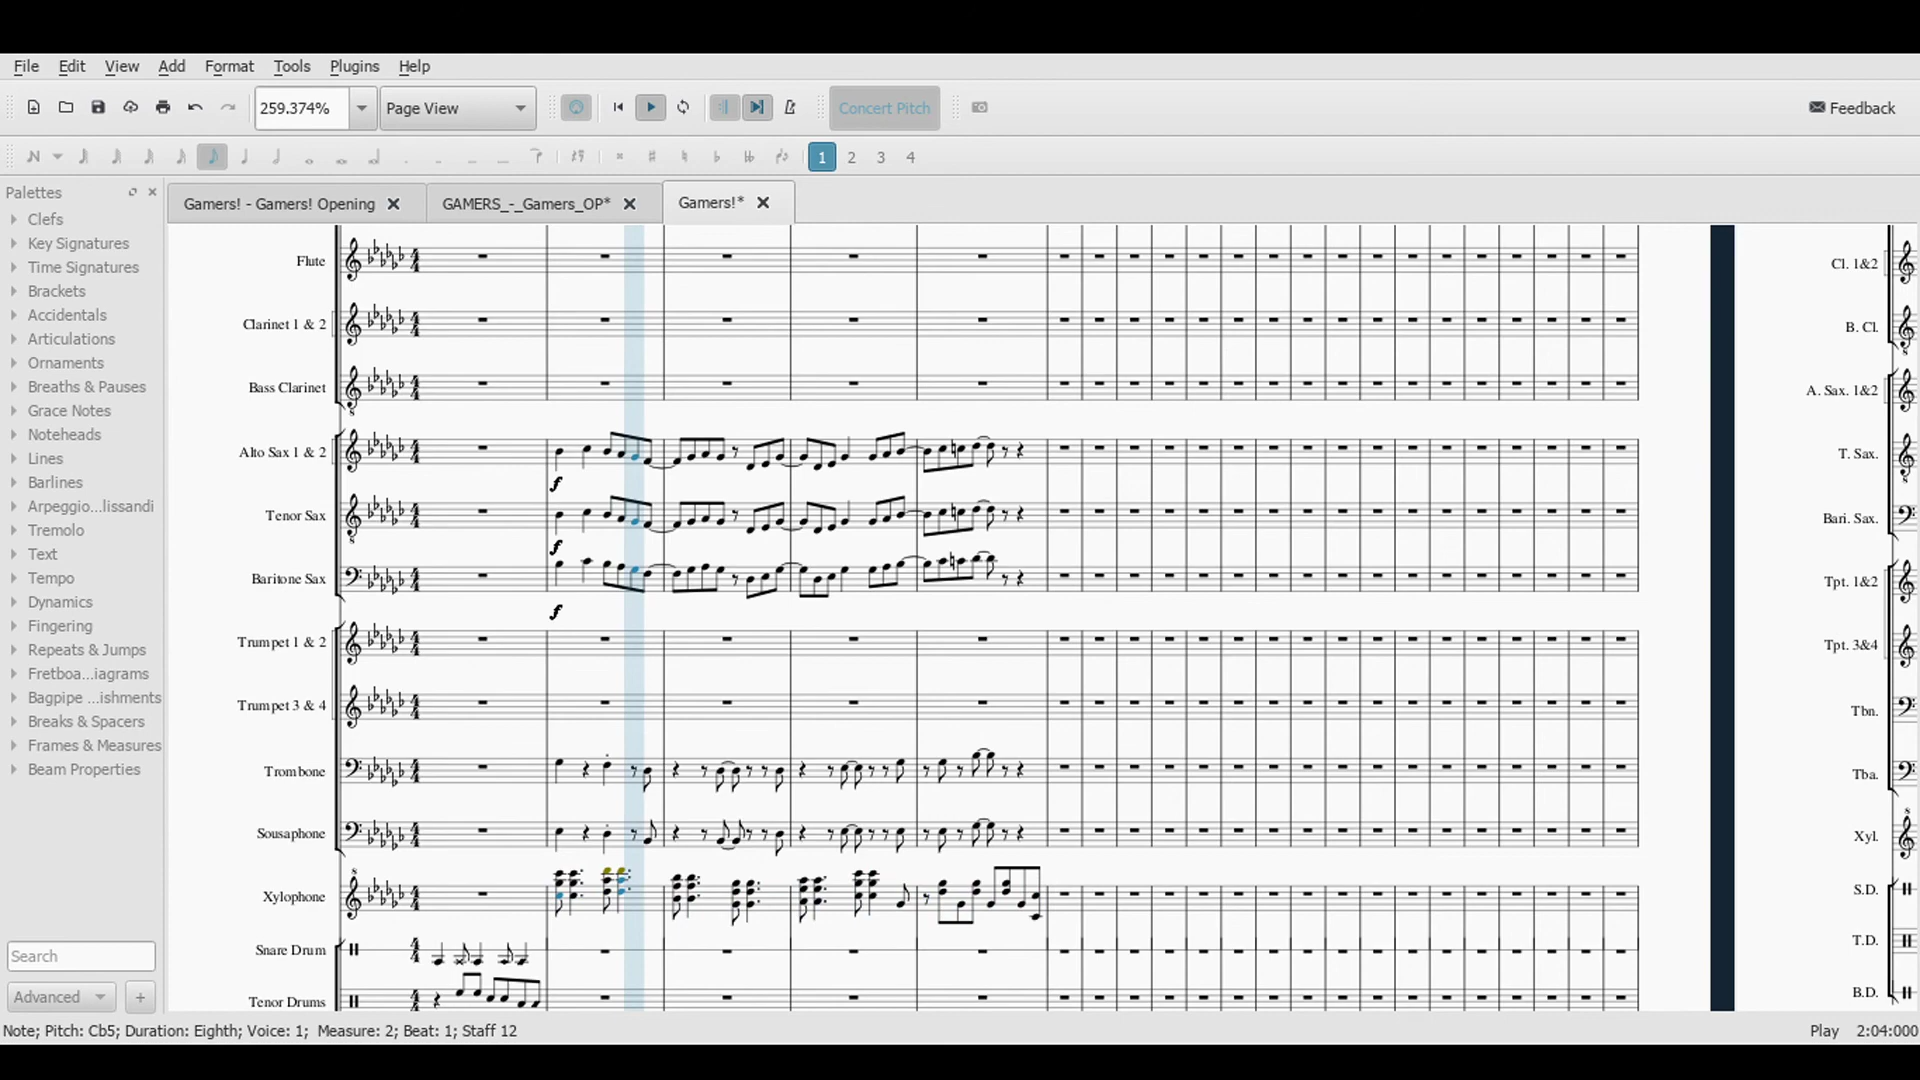 File Edit View Add Format Tools Plugins Help
259.374% Page View Concert Pitch Feedback
1 2 3 4
Palettes
Gamers! - Gamers! Opening GAMERS_-_Gamers_OP* Gamers!*
Clefs
Key Signatures
Time Signatures
Brackets
Accidentals
Articulations
Ornaments
Breaths & Pauses
Grace Notes
Noteheads
Lines
Barlines
Arpeggio...lissandi
Tremolo
Text
Tempo
Dynamics
Fingering
Repeats & Jumps
Fretboa...iagrams
Bagpipe ...ishments
Breaks & Spacers
Frames & Measures
Beam Properties
Search
Advanced +
Flute
Clarinet 1 & 2
Bass Clarinet
Alto Sax 1 & 2
f
Tenor Sax
f
Baritone Sax
f
Trumpet 1 & 2
Trumpet 3 & 4
Trombone
Sousaphone
Xylophone
Snare Drum
Tenor Drums
Cl. 1&2
B. Cl.
A. Sax. 1&2
T. Sax.
Bari. Sax.
Tpt. 1&2
Tpt. 3&4
Tbn.
Tba.
Xyl.
S.D.
T.D.
B.D.
Note; Pitch: Cb5; Duration: Eighth; Voice: 1; Measure: 2; Beat: 1; Staff 12 Play 2:04:000